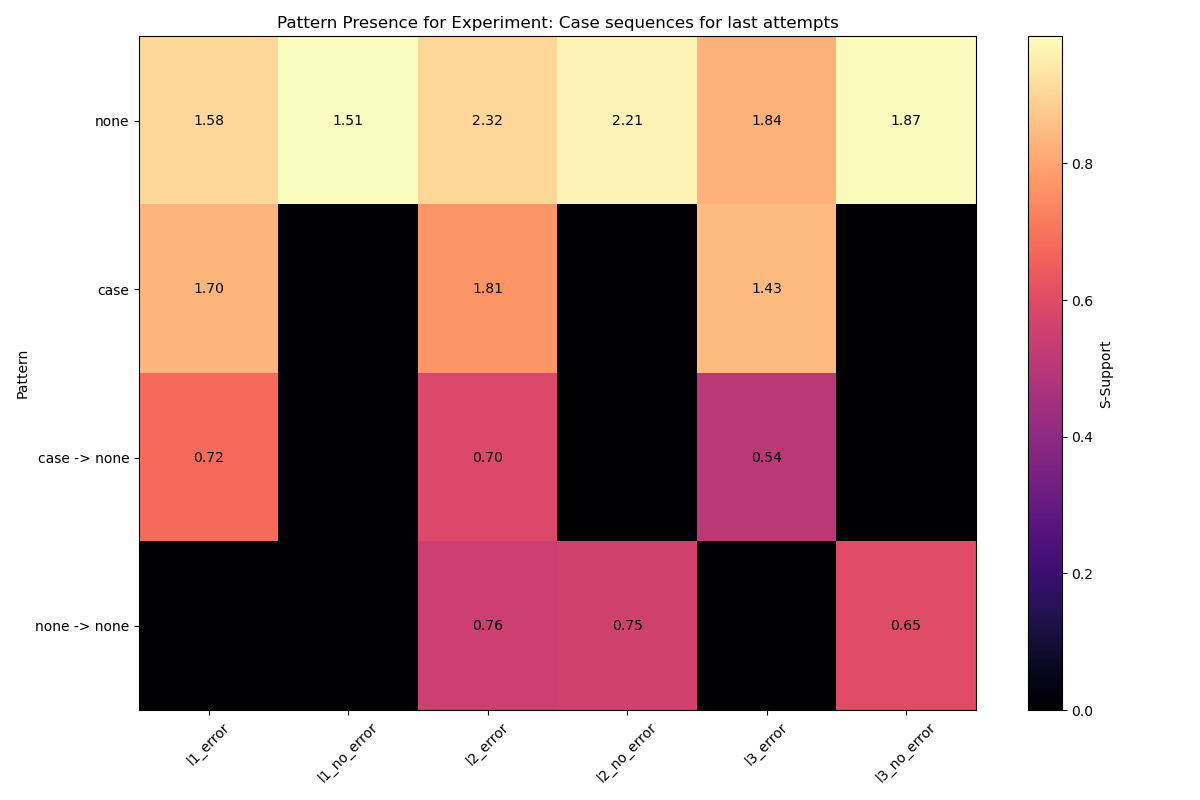 Pattern Presence for Experiment: Case sequences for last attempts
none 1.58 1.51 2.32 2.21 1.84 1.87
case 1.70 1.81 1.43
case -> none 0.72 0.70 0.54
none -> none 0.76 0.75 0.65
Pattern
l1_error l1_no_error l2_error l2_no_error l3_error l3_no_error
0.8
0.6
0.4
0.2
0.0
S-Support